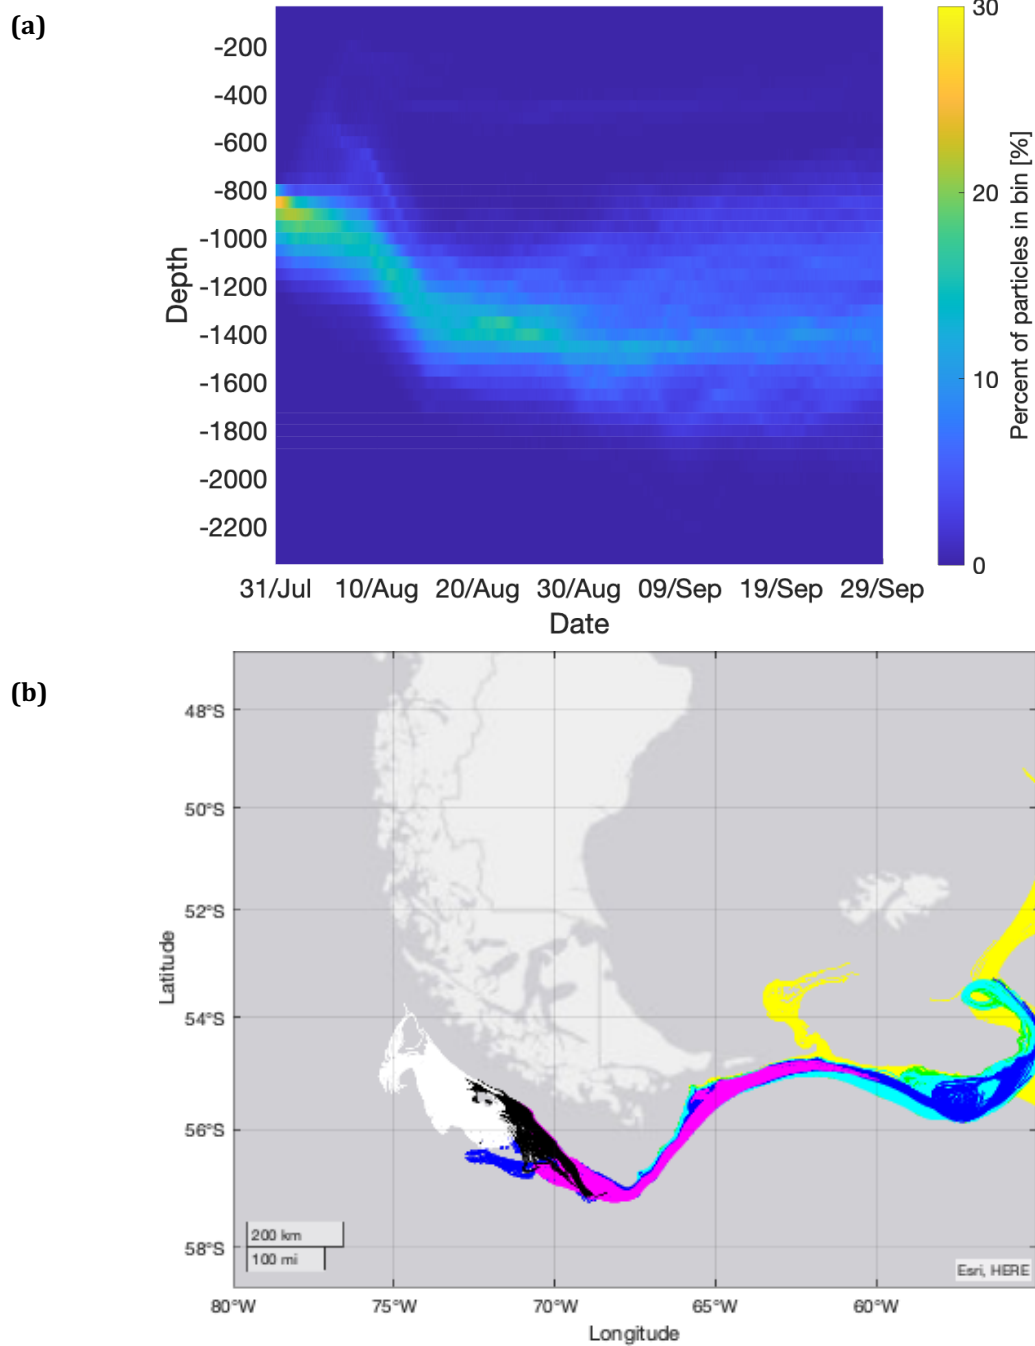 (a)
-200
-400
-600
-800
-1000
-1200
-1400
-1600
-1800
-2000
-2200
Depth
31/Jul 10/Aug 20/Aug 30/Aug 09/Sep 19/Sep 29/Sep
Date
30
20
10
0
Percent of particles in bin [%]
(b)
48°S
50°S
52°S
54°S
56°S
58°S
Latitude
200 km
100 mi
Esri, HERE
80°W 75°W 70°W 65°W 60°W
Longitude